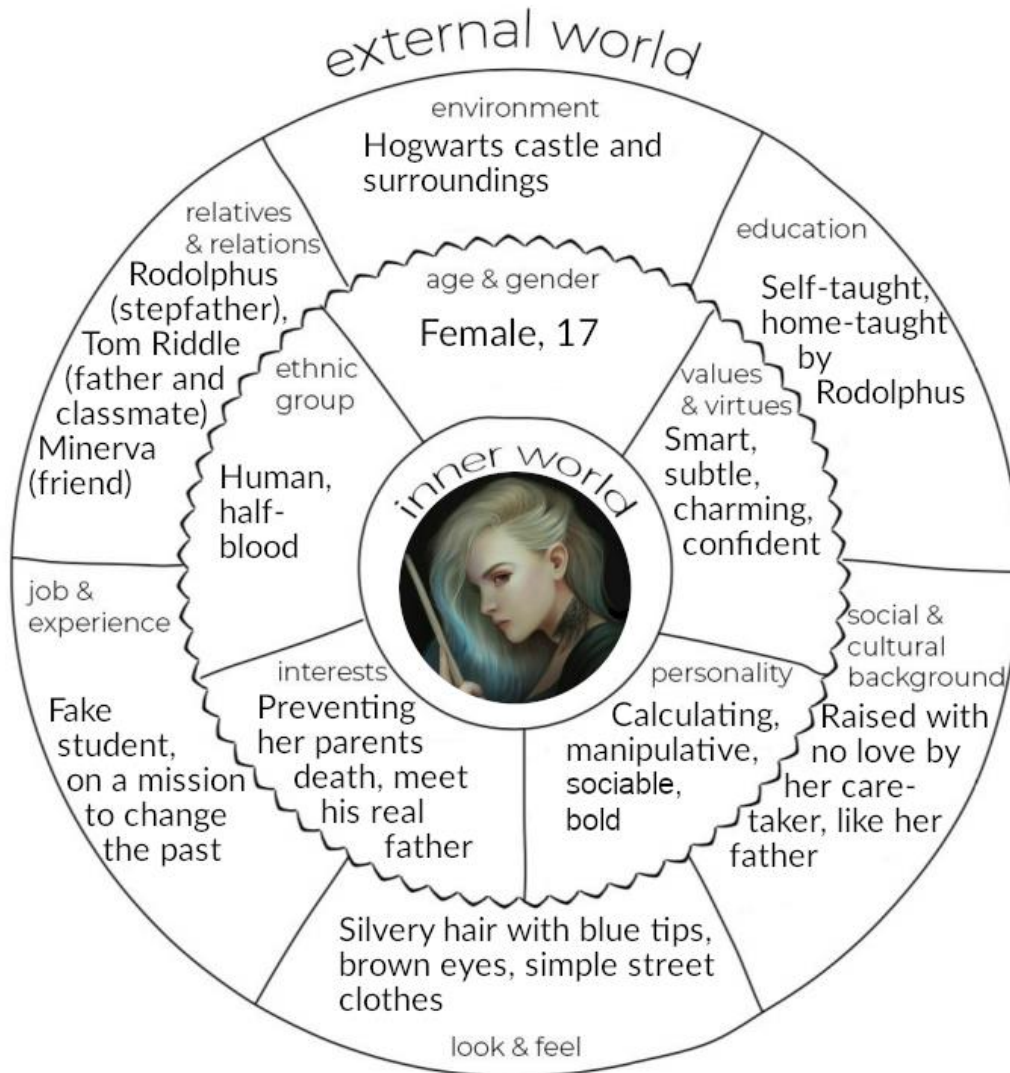 external world
environment
Hogwarts castle and
surroundings
relatives
& relations
Rodolphus
(stepfather),
Tom Riddle
(father and
classmate)
Minerva
(friend)
education
Self-taught,
home-taught
by
Rodolphus
age & gender
Female, 17
ethnic
group
Human,
half-
blood
values
& virtues
Smart,
subtle,
charming,
confident
inner world
job &
experience
Fake
student,
on a mission
to change
the past
interests
Preventing
her parents
death, meet
his real
father
personality
Calculating,
manipulative,
sociable,
bold
social &
cultural
background
Raised with
no love by
her care-
taker, like her
father
Silvery hair with blue tips,
brown eyes, simple street
clothes
look & feel